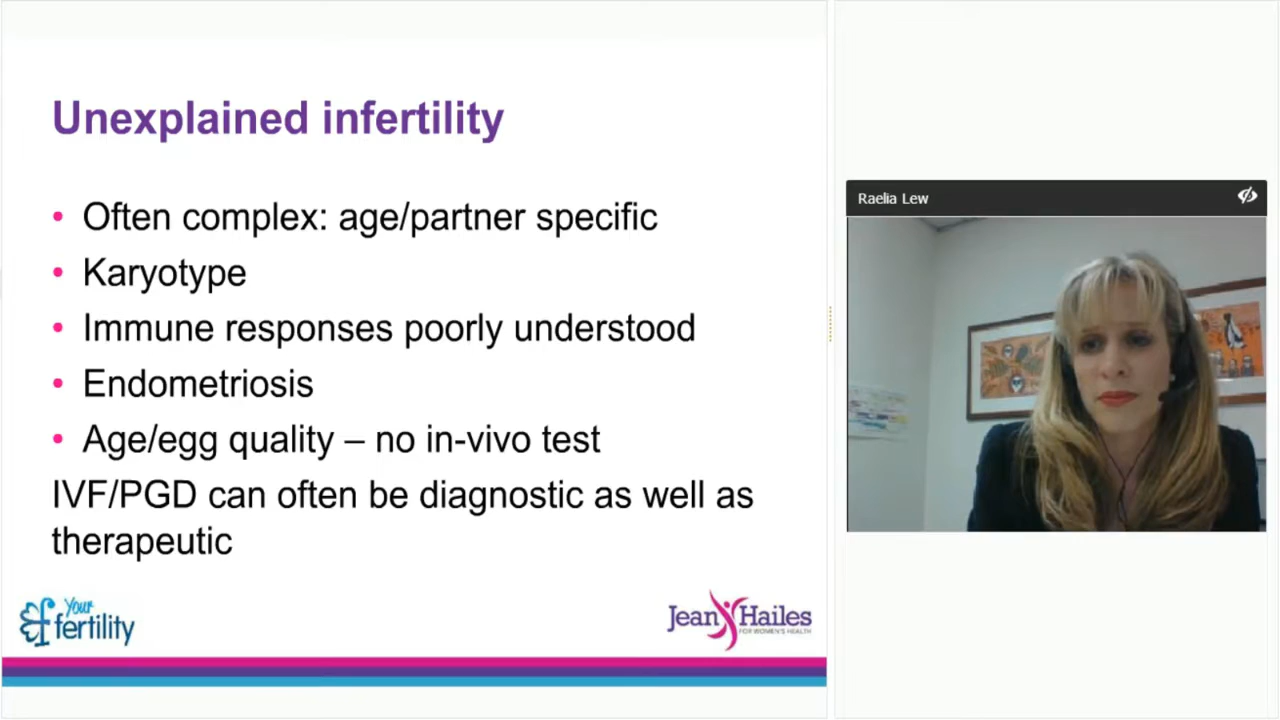 Unexplained infertility
• Often complex: age/partner specific
• Karyotype
• Immune responses poorly understood
• Endometriosis
• Age/egg quality – no in-vivo test
IVF/PGD can often be diagnostic as well as
therapeutic
Your
fertility
Jean Hailes
FOR WOMEN'S HEALTH
Raelia Lew